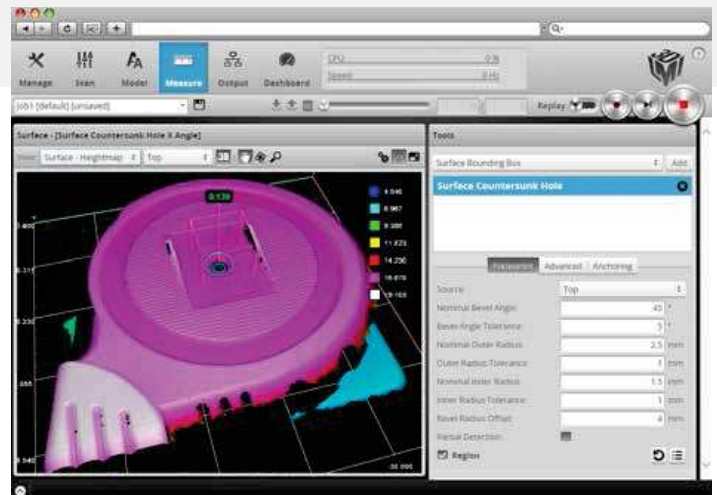 CPU 0 %
Speed 0 Hz
Manage Scan Model Measure Output Dashboard
job1 [default] [unsaved] Replay
Surface - [Surface Countersunk Hole X Angle]
View: Surface - Heightmap Top
Tools
Surface Bounding Box Add
Surface Countersunk Hole
0.139
Parameters Advanced Anchoring
Source: Top
Nominal Bevel Angle: 45 °
Bevel Angle Tolerance: 5 °
Nominal Outer Radius: 2.5 mm
Outer Radius Tolerance: 1 mm
Nominal Inner Radius: 1.5 mm
Inner Radius Tolerance: 1 mm
Bevel Radius Offset: 4 mm
Partial Detection:
Region